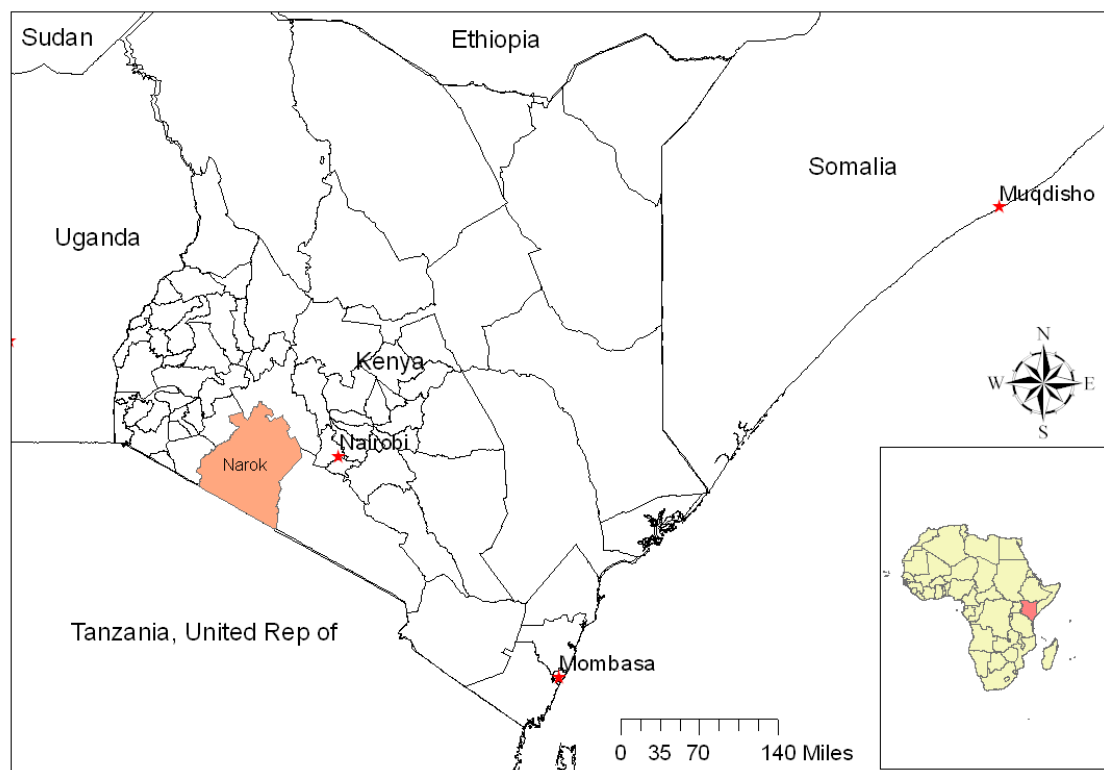 Sudan
Ethiopia
Somalia
Muqdisho
Uganda
Kenya
N
W E
S
Nairobi
Narok
Tanzania, United Rep of
Mombasa
0 35 70 140 Miles